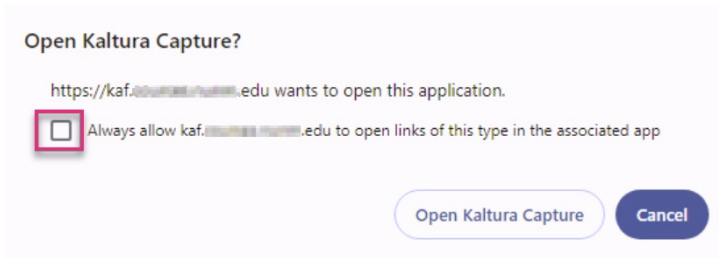 Open Kaltura Capture?
https://kaf. .edu wants to open this application.
Always allow kaf. .edu to open links of this type in the associated app
Open Kaltura Capture
Cancel